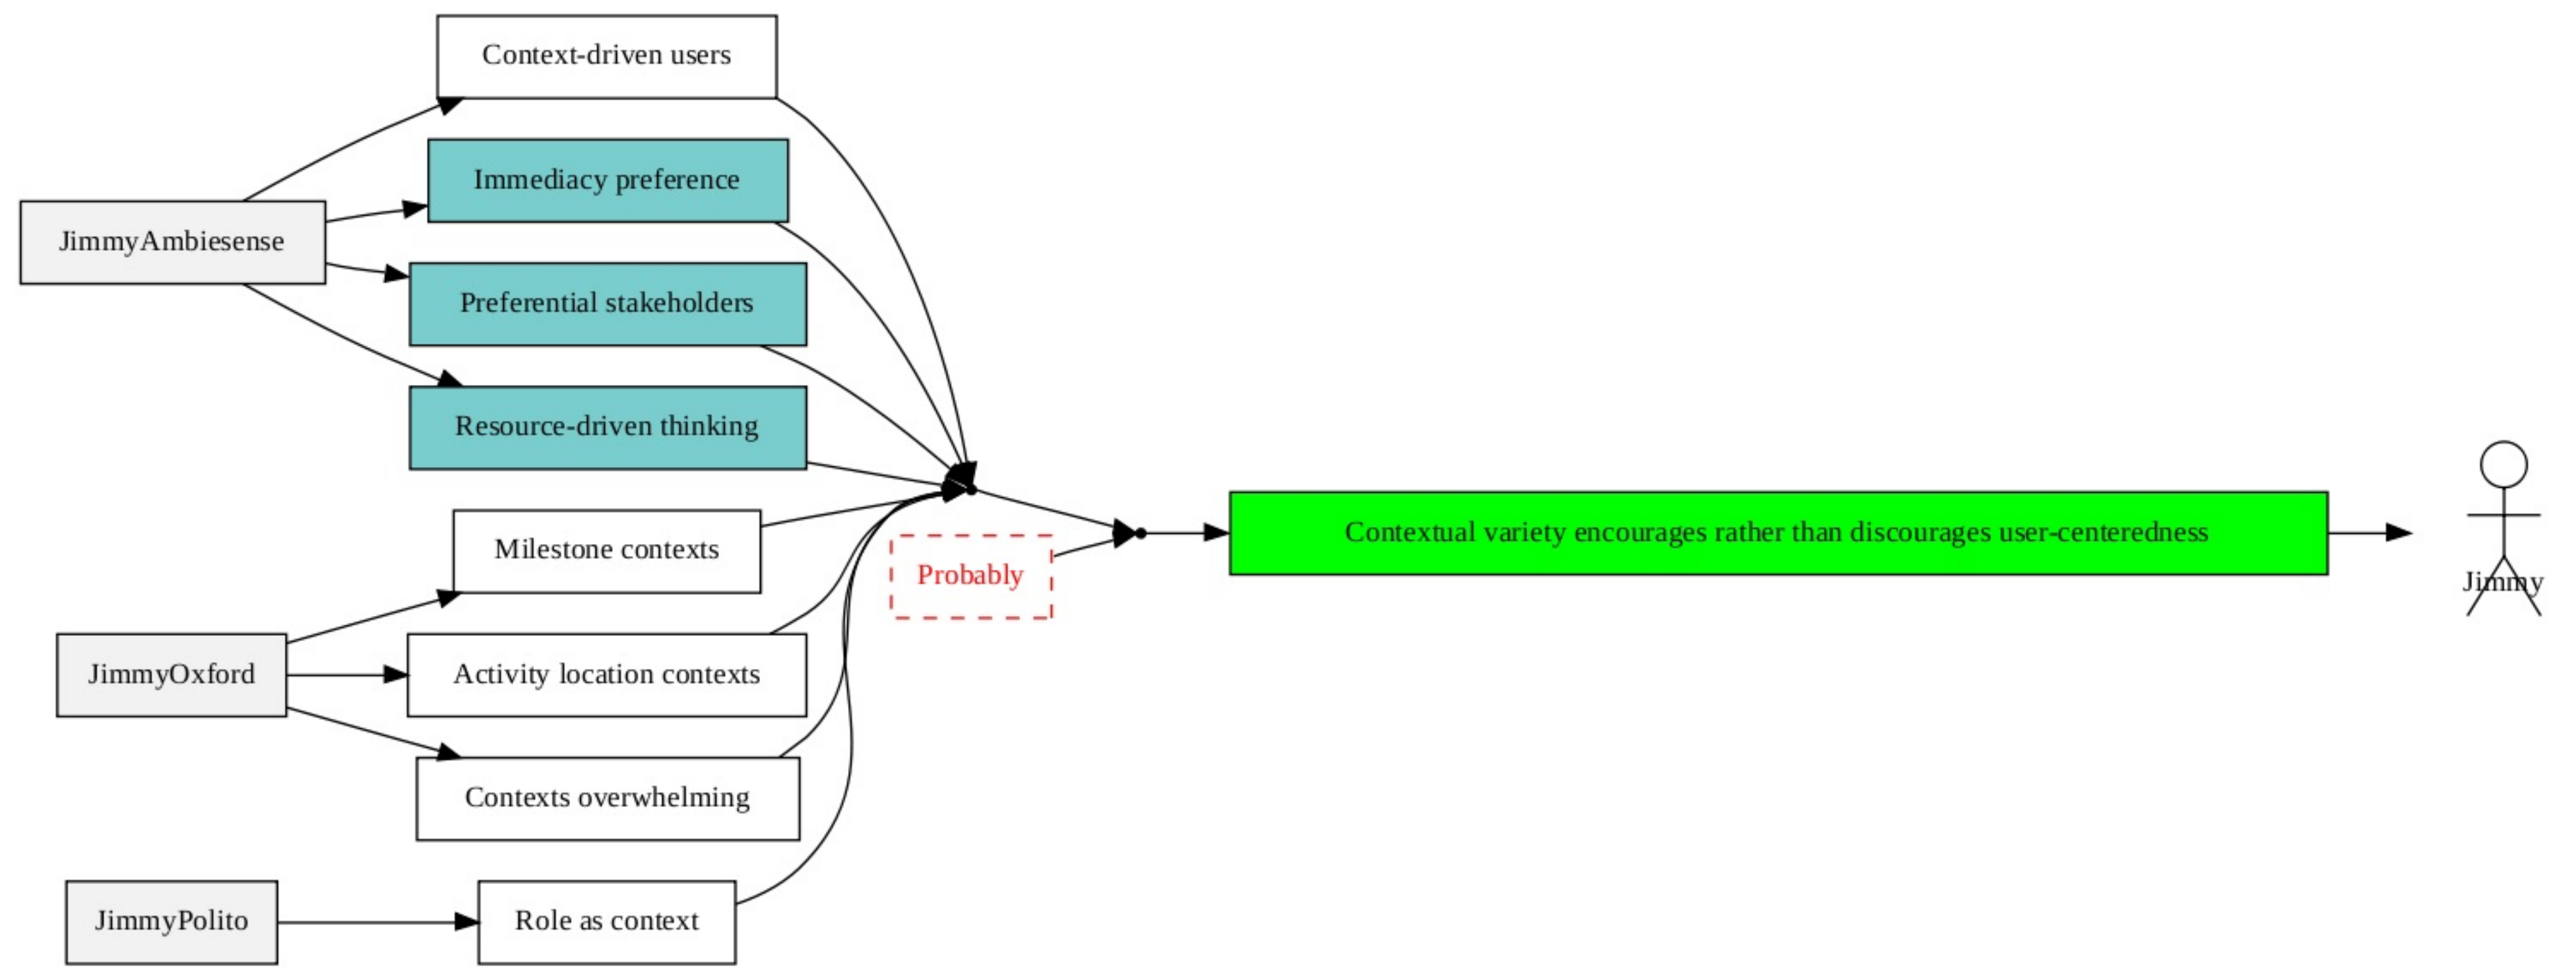 Context-driven users
Immediacy preference
JimmyAmbiesense
Preferential stakeholders
Resource-driven thinking
Milestone contexts
Probably
Contextual variety encourages rather than discourages user-centeredness
Jimmy
JimmyOxford
Activity location contexts
Contexts overwhelming
JimmyPolito
Role as context